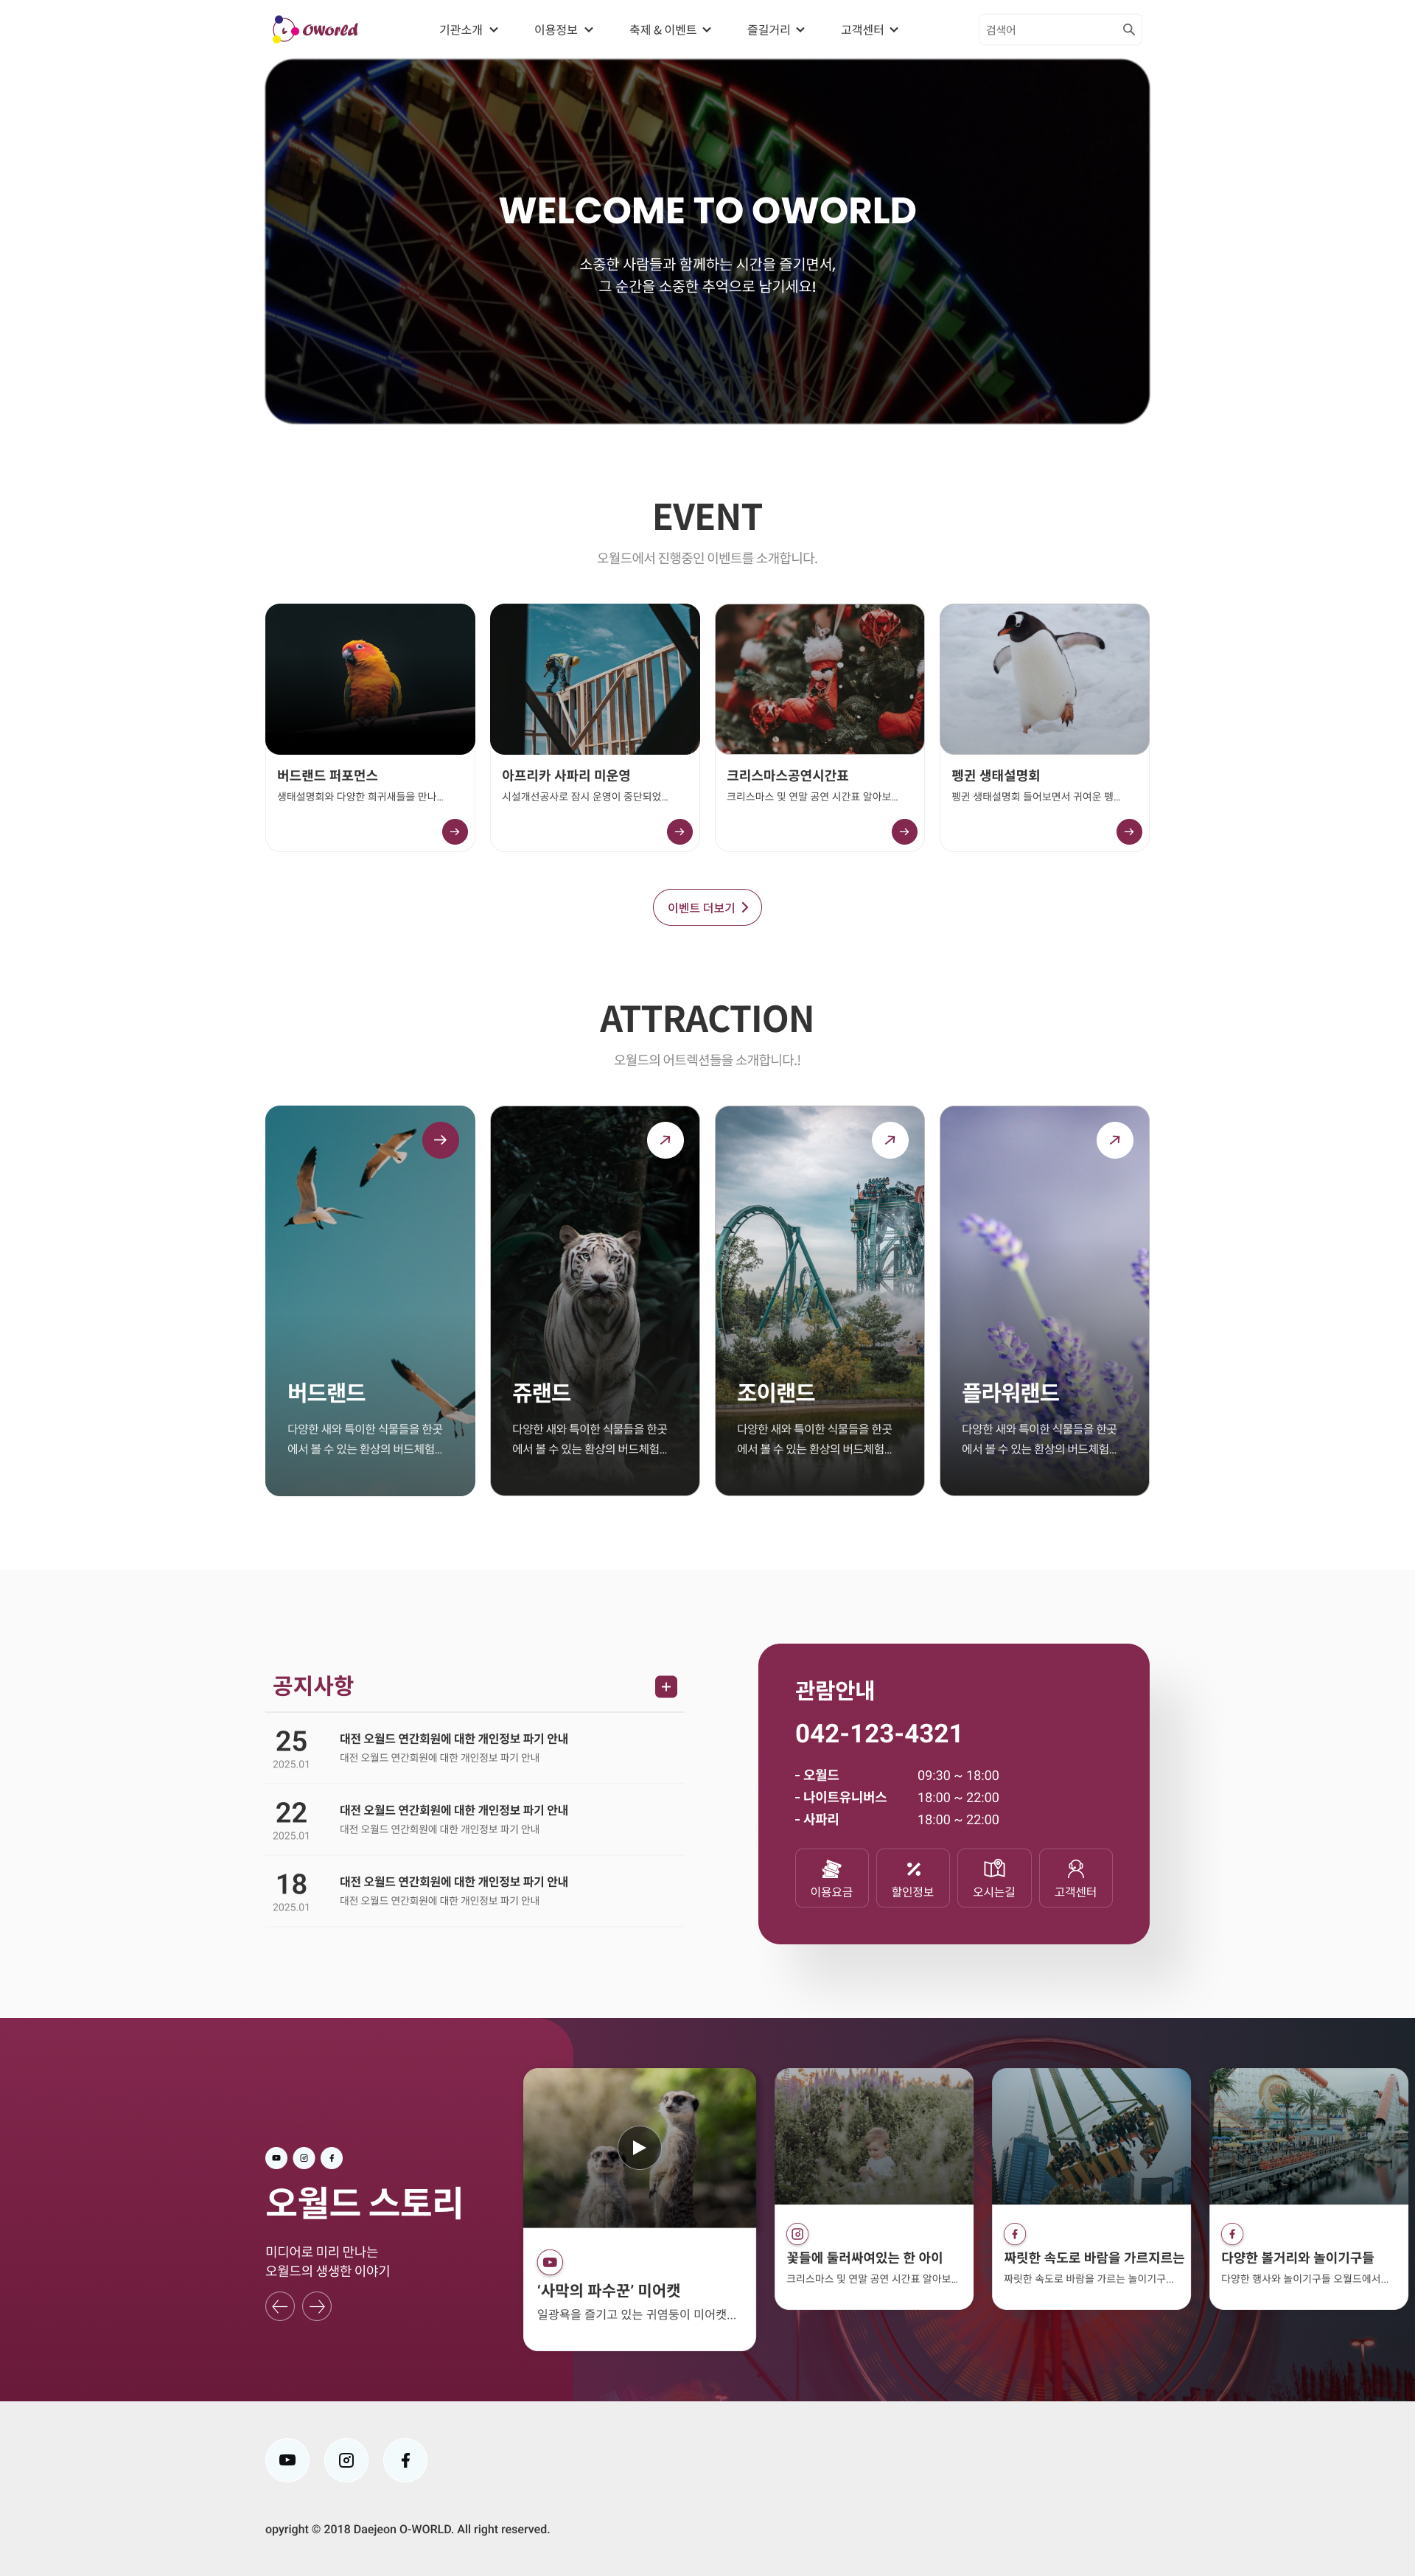 Oworld
기관소개
이용정보
축제 & 이벤트
즐길거리
고객센터
검색어
WELCOME TO OWORLD
소중한 사람들과 함께하는 시간을 즐기면서,
그 순간을 소중한 추억으로 남기세요!
EVENT
오월드에서 진행중인 이벤트를 소개합니다.
버드랜드 퍼포먼스
생태설명회와 다양한 희귀새들을 만나...
아프리카 사파리 미운영
시설개선공사로 잠시 운영이 중단되었...
크리스마스공연시간표
크리스마스 및 연말 공연 시간표 알아보...
펭귄 생태설명회
펭귄 생태설명회 들어보면서 귀여운 펭...
이벤트 더보기
ATTRACTION
오월드의 어트렉션들을 소개합니다.!
버드랜드
다양한 새와 특이한 식물들을 한곳
에서 볼 수 있는 환상의 버드체험...
쥬랜드
다양한 새와 특이한 식물들을 한곳
에서 볼 수 있는 환상의 버드체험...
조이랜드
다양한 새와 특이한 식물들을 한곳
에서 볼 수 있는 환상의 버드체험...
플라워랜드
다양한 새와 특이한 식물들을 한곳
에서 볼 수 있는 환상의 버드체험...
공지사항
25
2025.01
대전 오월드 연간회원에 대한 개인정보 파기 안내
대전 오월드 연간회원에 대한 개인정보 파기 안내
22
2025.01
대전 오월드 연간회원에 대한 개인정보 파기 안내
대전 오월드 연간회원에 대한 개인정보 파기 안내
18
2025.01
대전 오월드 연간회원에 대한 개인정보 파기 안내
대전 오월드 연간회원에 대한 개인정보 파기 안내
관람안내
042-123-4321
- 오월드 09:30 ~ 18:00
- 나이트유니버스 18:00 ~ 22:00
- 사파리 18:00 ~ 22:00
이용요금
할인정보
오시는길
고객센터
오월드 스토리
미디어로 미리 만나는
오월드의 생생한 이야기
‘사막의 파수꾼’ 미어캣
일광욕을 즐기고 있는 귀염둥이 미어캣...
꽃들에 둘러싸여있는 한 아이
크리스마스 및 연말 공연 시간표 알아보...
짜릿한 속도로 바람을 가르지르는
짜릿한 속도로 바람을 가르는 놀이기구...
다양한 볼거리와 놀이기구들
다양한 행사와 놀이기구들 오월드에서...
opyright © 2018 Daejeon O-WORLD. All right reserved.